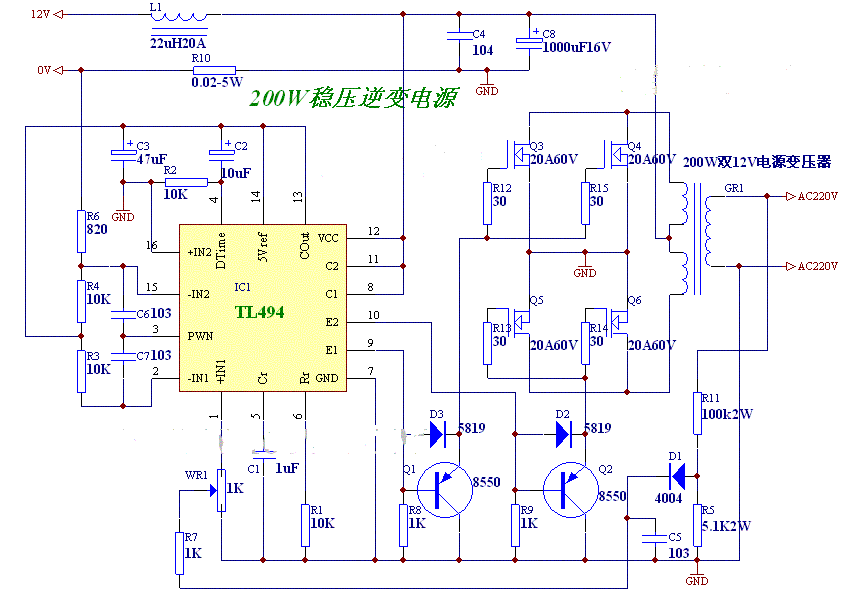 12V
L1
22uH20A
C4
104
C8
1000uF16V
0V
R10
0.02-5W
GND
200W稳压逆变电源
C3
47uF
C2
10uF
R2
10K
GND
4
14
13
Q3
20A60V
Q4
20A60V
200W双12V电源变压器
GR1
AC220V
AC220V
R12
30
R15
30
R6
820
16
+IN2
DTime
5Vref
COut
VCC
12
C2
11
15
-IN2
IC1
TL494
C1
8
GND
R4
10K
C6
103
E2
10
Q5
20A60V
Q6
20A60V
R13
30
R14
30
3
PWN
E1
9
R3
10K
C7
103
2
-IN1
+IN1
Cr
Rr
GND
7
1
5
6
D3
5819
D2
5819
R11
100k2W
WR1
1K
C1
1uF
Q1
8550
Q2
8550
D1
4004
R1
10K
R8
1K
R9
1K
R5
5.1K2W
R7
1K
C5
103
GND